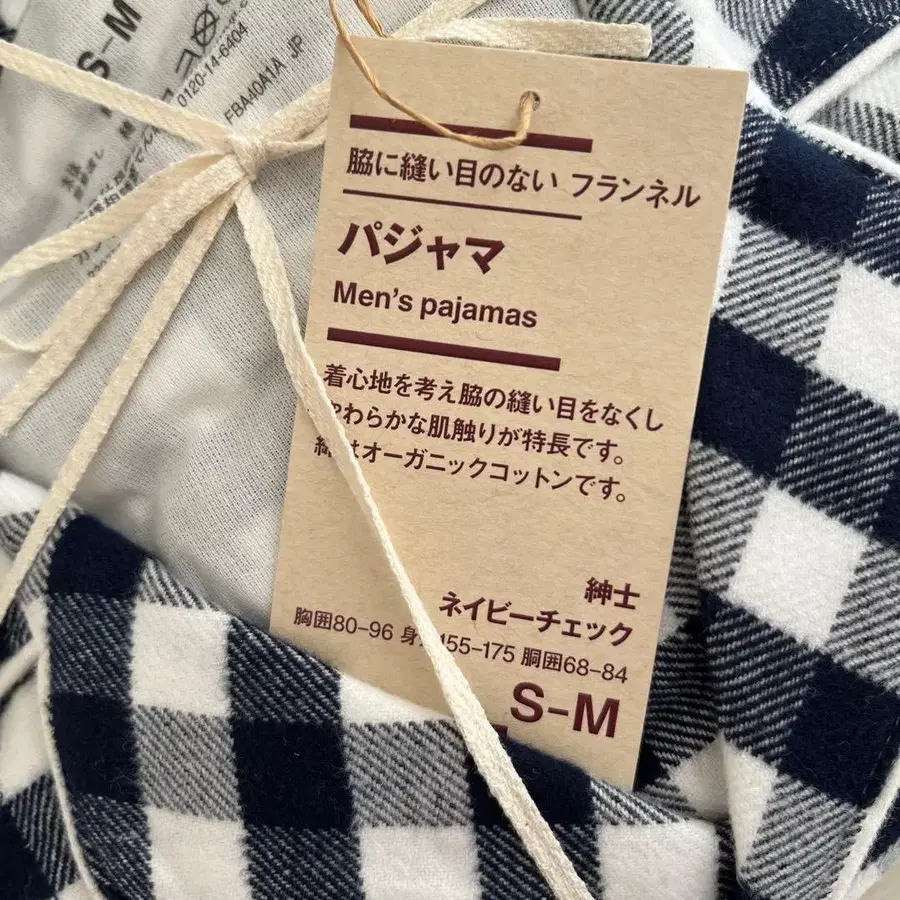 S-M
0120-14-6404
FBA40A1A JP
脇に縫い目のない フランネル
パジャマ
Men's pajamas
着心地を考え脇の縫い目をなくし
やわらかな肌触りが特長です。
綿はオーガニックコットンです。
紳士
ネイビーチェック
胸囲80-96 身 155-175 胴囲68-84
S-M